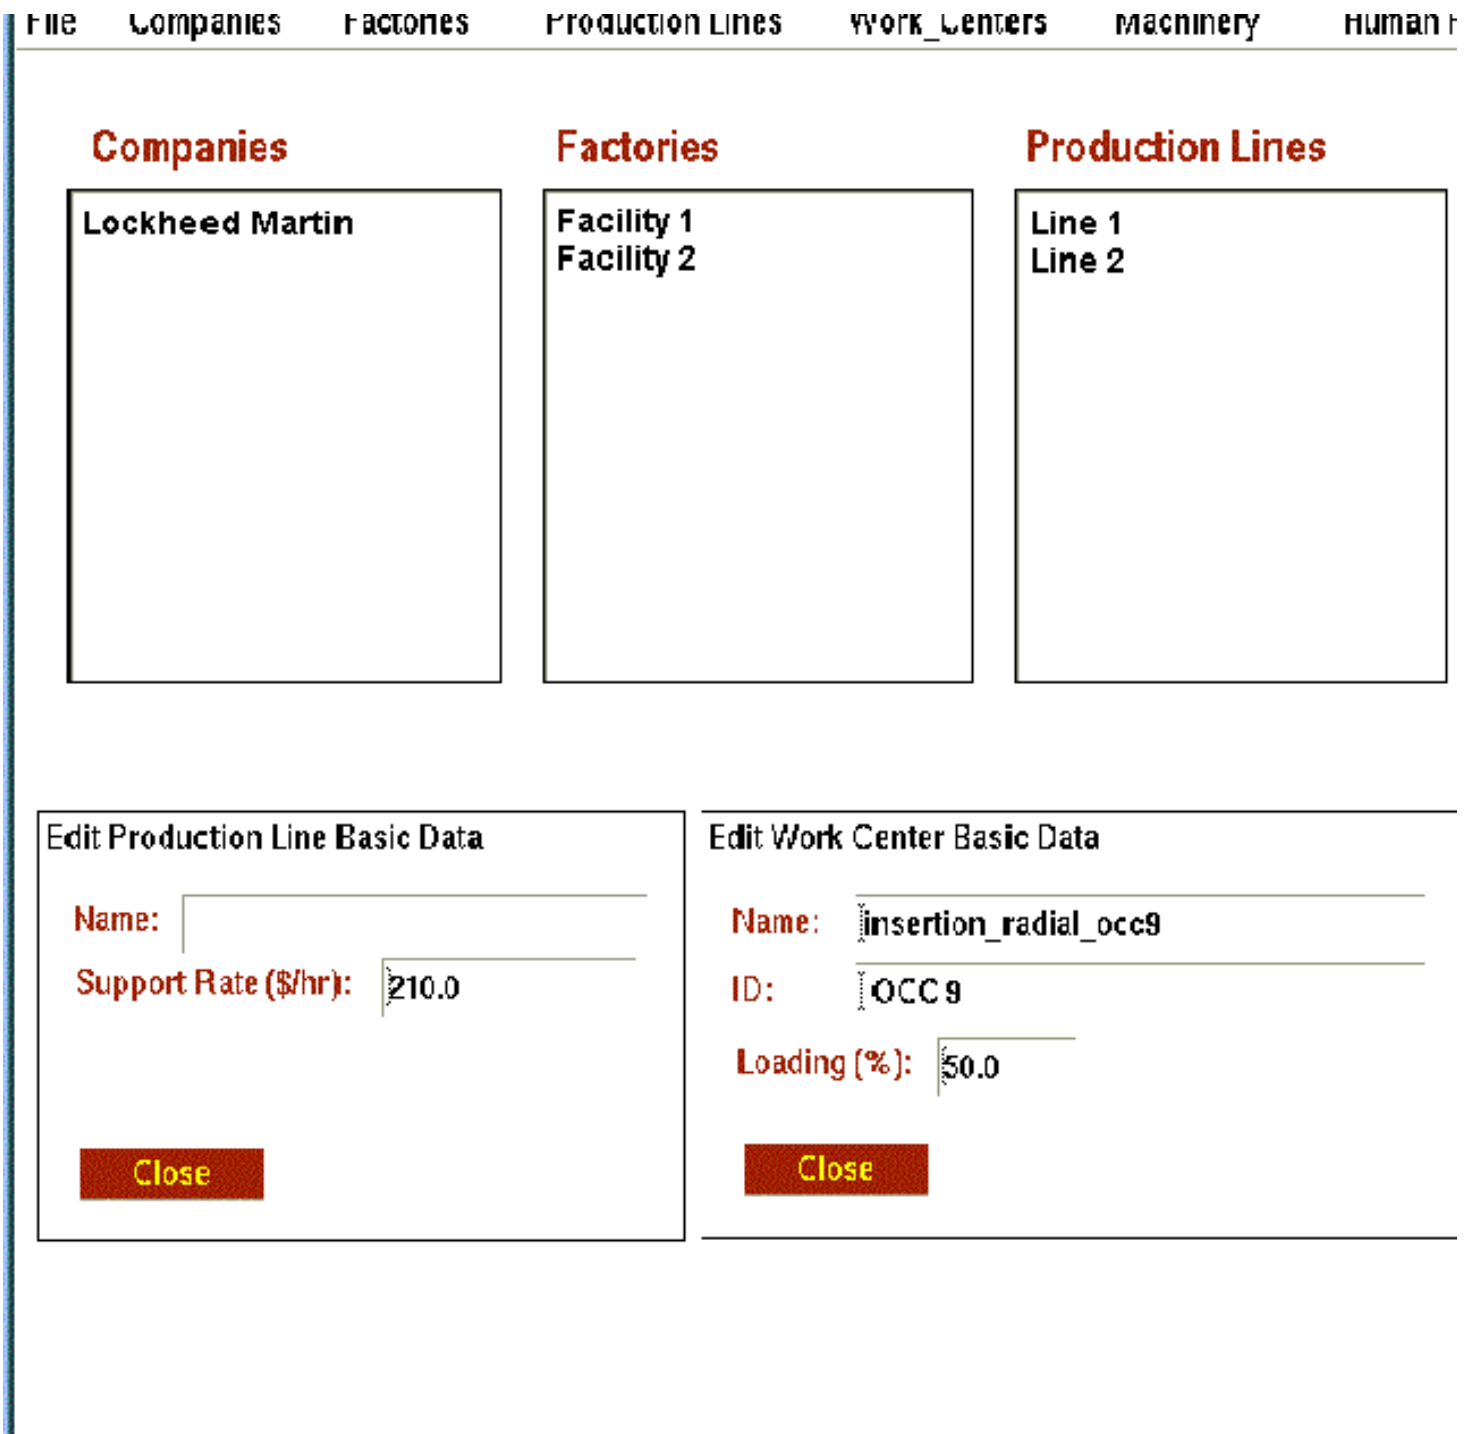 File Companies Factories Production Lines Work_Centers Machinery Human
Companies Factories Production Lines
Lockheed Martin
Facility 1
Facility 2
Line 1
Line 2
Edit Production Line Basic Data
Name:
Support Rate ($/hr): 210.0
Close
Edit Work Center Basic Data
Name: insertion_radial_occ9
ID: OCC 9
Loading (%): 50.0
Close